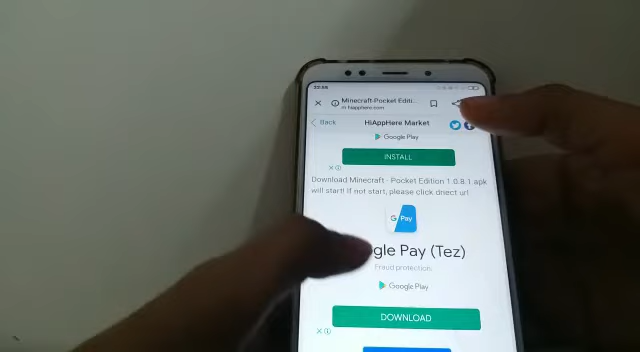 22:56
Minecraft-Pocket Editi...
m.hiapphere.com
Back HiAppHere Market
Google Play
INSTALL
Download Minecraft - Pocket Edition 1.0.8.1 apk
will start! If not start, please click direct url
G Pay
gle Pay (Tez)
Fraud protection.
Google Play
DOWNLOAD